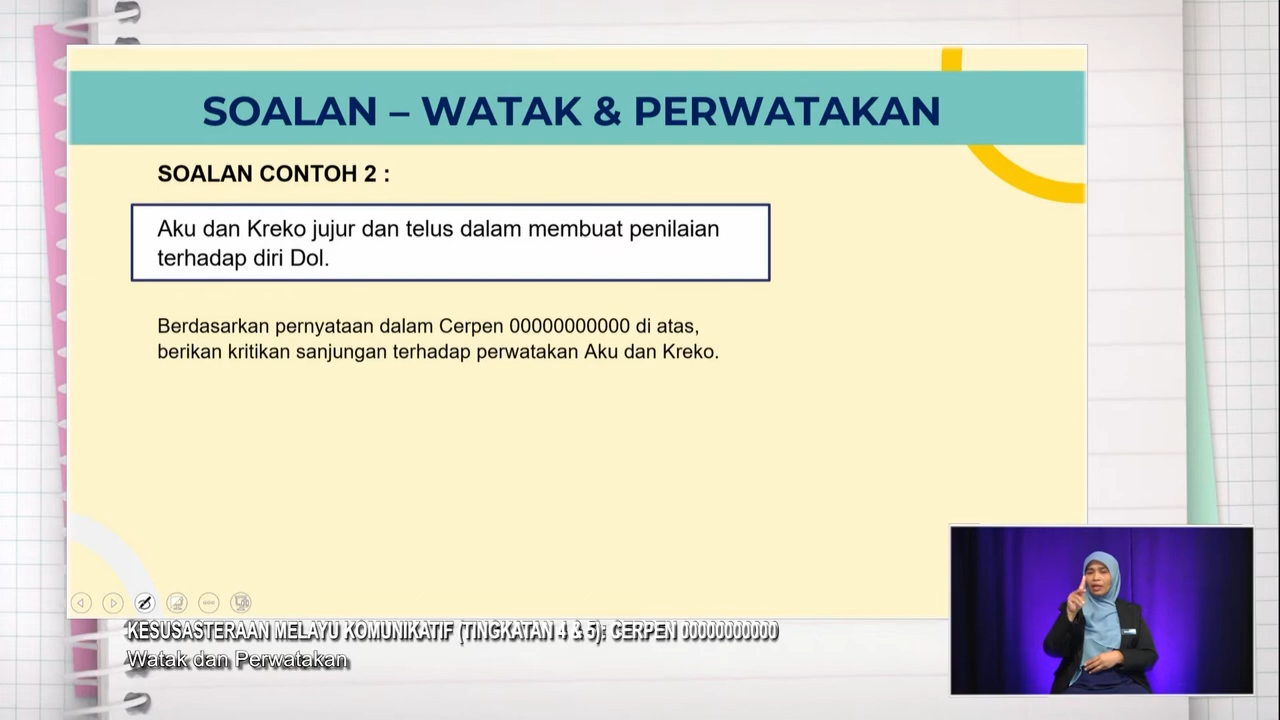 SOALAN – WATAK & PERWATAKAN
SOALAN CONTOH 2 :
Aku dan Kreko jujur dan telus dalam membuat penilaian
terhadap diri Dol.
Berdasarkan pernyataan dalam Cerpen 00000000000 di atas,
berikan kritikan sanjungan terhadap perwatakan Aku dan Kreko.
KESUSASTERAAN MELAYU KOMUNIKATIF (TINGKATAN 4 & 5): CERPEN 00000000000
Watak dan Perwatakan